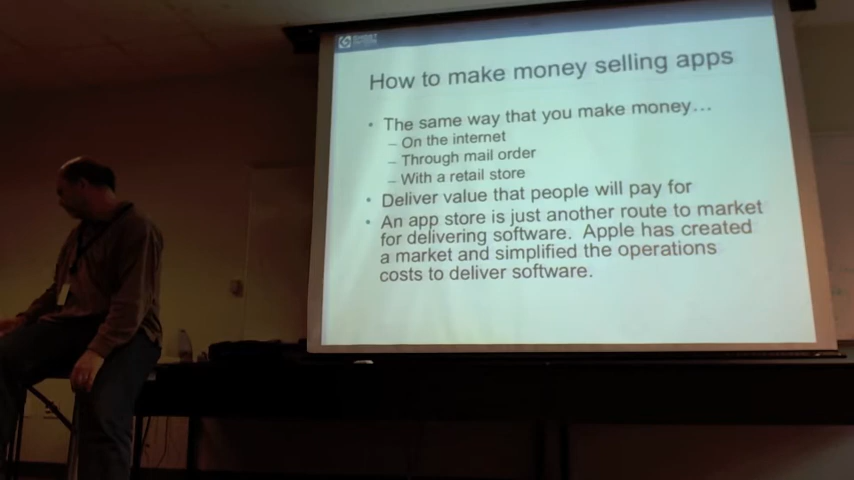 How to make money selling apps
• The same way that you make money…
– On the internet
– Through mail order
– With a retail store
• Deliver value that people will pay for
• An app store is just another route to market
for delivering software. Apple has created
a market and simplified the operations
costs to deliver software.